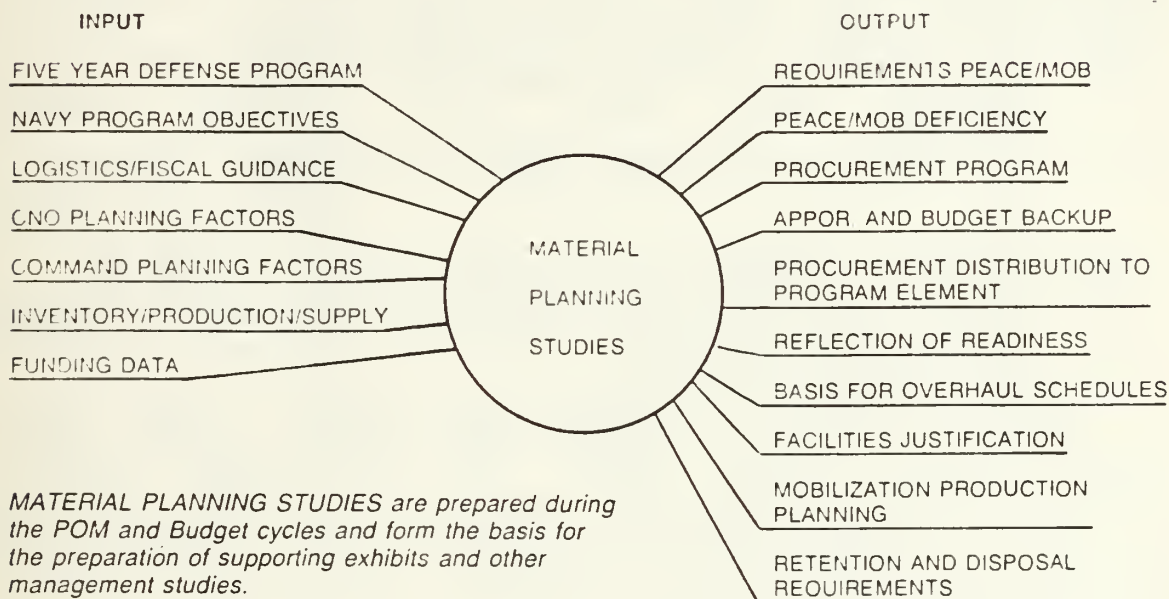 INPUT
FIVE YEAR DEFENSE PROGRAM
NAVY PROGRAM OBJECTIVES
LOGISTICS/FISCAL GUIDANCE
CNO PLANNING FACTORS
COMMAND PLANNING FACTORS
INVENTORY/PRODUCTION/SUPPLY
FUNDING DATA
MATERIAL
PLANNING
STUDIES
OUTPUT
REQUIREMENTS PEACE/MOB
PEACE/MOB DEFICIENCY
PROCUREMENT PROGRAM
APPOR AND BUDGET BACKUP
PROCUREMENT DISTRIBUTION TO
PROGRAM ELEMENT
REFLECTION OF READINESS
BASIS FOR OVERHAUL SCHEDULES
FACILITIES JUSTIFICATION
MOBILIZATION PRODUCTION
PLANNING
RETENTION AND DISPOSAL
REQUIREMENTS
MATERIAL PLANNING STUDIES are prepared during
the POM and Budget cycles and form the basis for
the preparation of supporting exhibits and other
management studies.